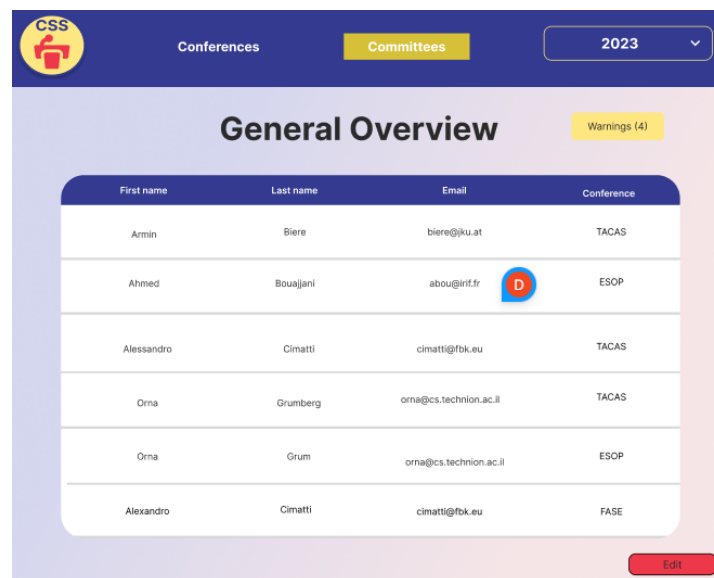 CSS
Conferences Committees 2023
General Overview
Warnings (4)
First name Last name Email Conference
Armin Biere biere@jku.at TACAS
Ahmed Bouajjani abou@irif.fr D ESOP
Alessandro Cimatti cimatti@fbk.eu TACAS
Orna Grumberg orna@cs.technion.ac.il TACAS
Orna Grum orna@cs.technion.ac.il ESOP
Alexandro Cimatti cimatti@fbk.eu FASE
Edit